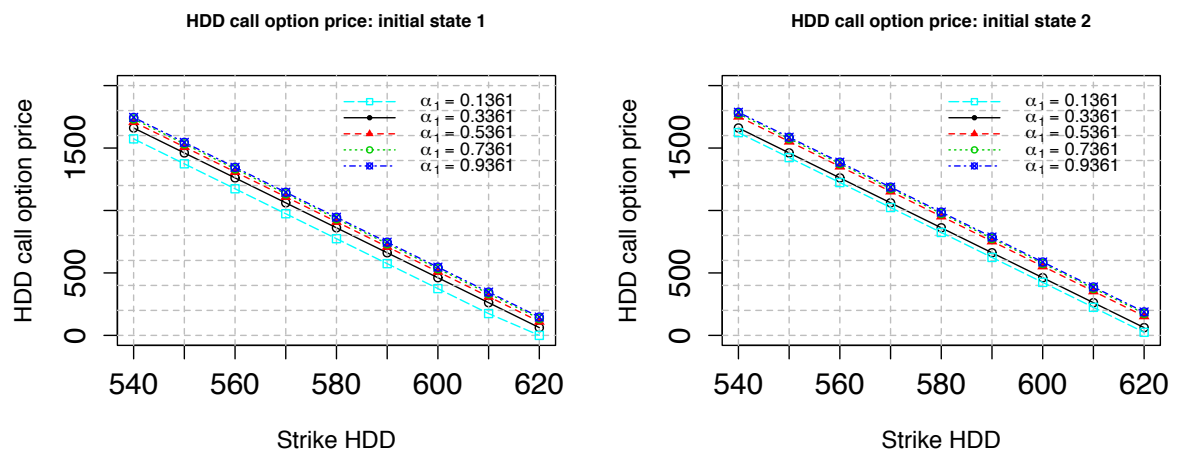 HDD call option price: initial state 1
HDD call option price
0 500 1500
α1 = 0.1361
α1 = 0.3361
α1 = 0.5361
α1 = 0.7361
α1 = 0.9361
540 560 580 600 620
Strike HDD
HDD call option price: initial state 2
HDD call option price
0 500 1500
α1 = 0.1361
α1 = 0.3361
α1 = 0.5361
α1 = 0.7361
α1 = 0.9361
540 560 580 600 620
Strike HDD